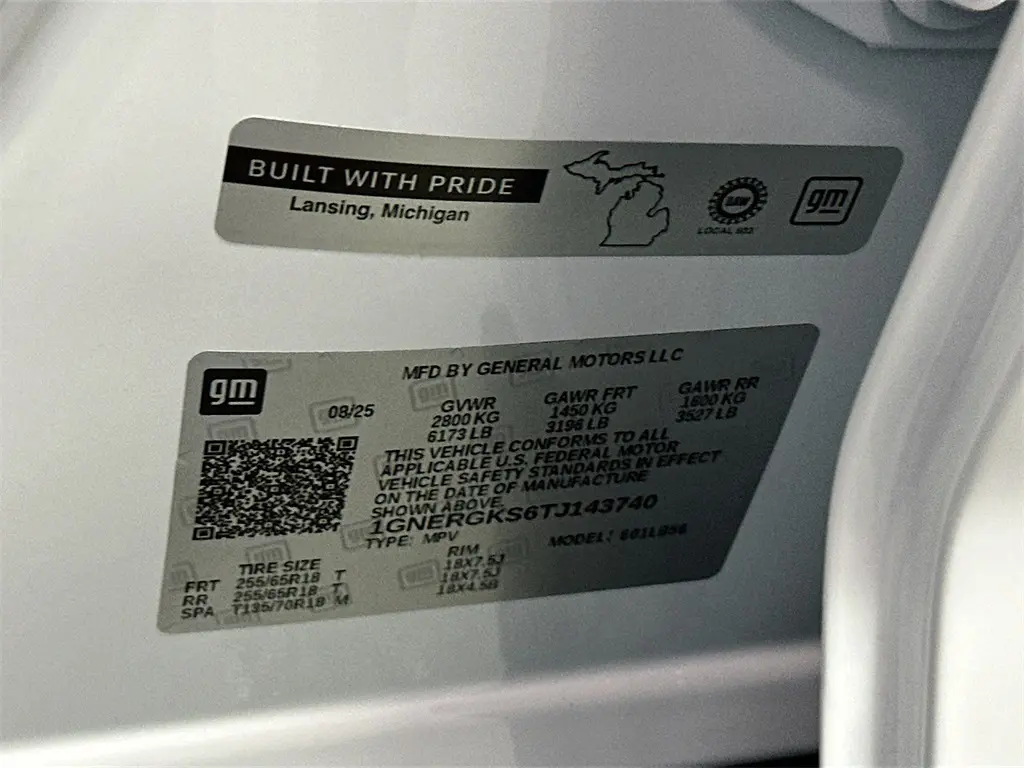 BUILT WITH PRIDE
Lansing, Michigan
UAW
gm
LOCAL 602
gm
MFD BY GENERAL MOTORS LLC
08/25
GVWR GAWR FRT GAWR RR
2800 KG 1450 KG 1600 KG
6173 LB 3196 LB 3527 LB
THIS VEHICLE CONFORMS TO ALL
APPLICABLE U.S. FEDERAL MOTOR
VEHICLE SAFETY STANDARDS IN EFFECT
ON THE DATE OF MANUFACTURE
SHOWN ABOVE.
1GNERGKS6TJ143740
TYPE: MPV MODEL:
TIRE SIZE RIM
FRT 255/65R18 T 18X7.5J
RR 255/65R18 T 18X7.5J
SPA T135/70R18 M 18X4.5B